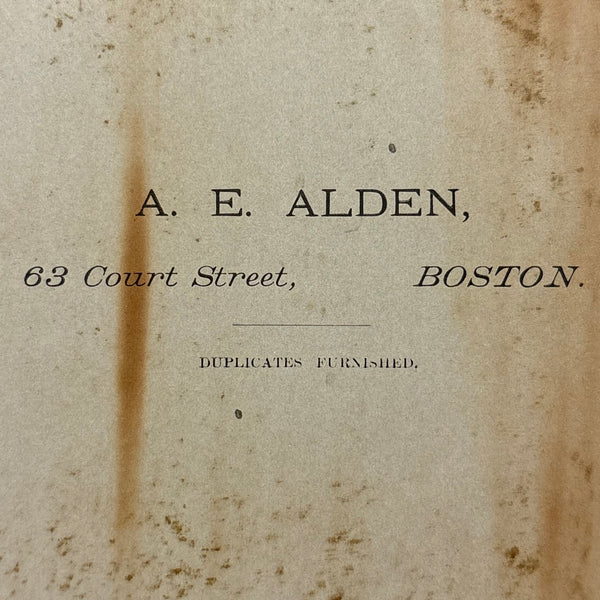 A. E. ALDEN,
63 Court Street, BOSTON.
DUPLICATES FURNISHED.